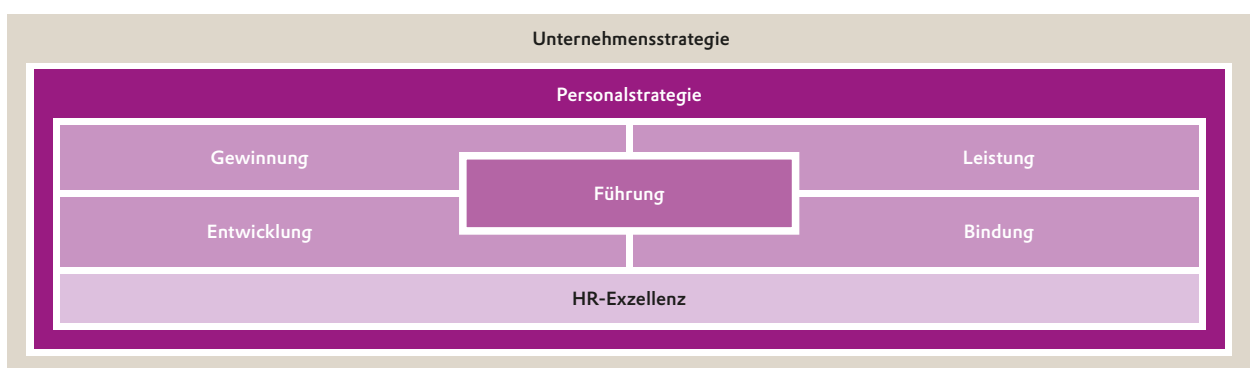 Unternehmensstrategie
Personalstrategie
Gewinnung
Leistung
Führung
Entwicklung
Bindung
HR-Exzellenz